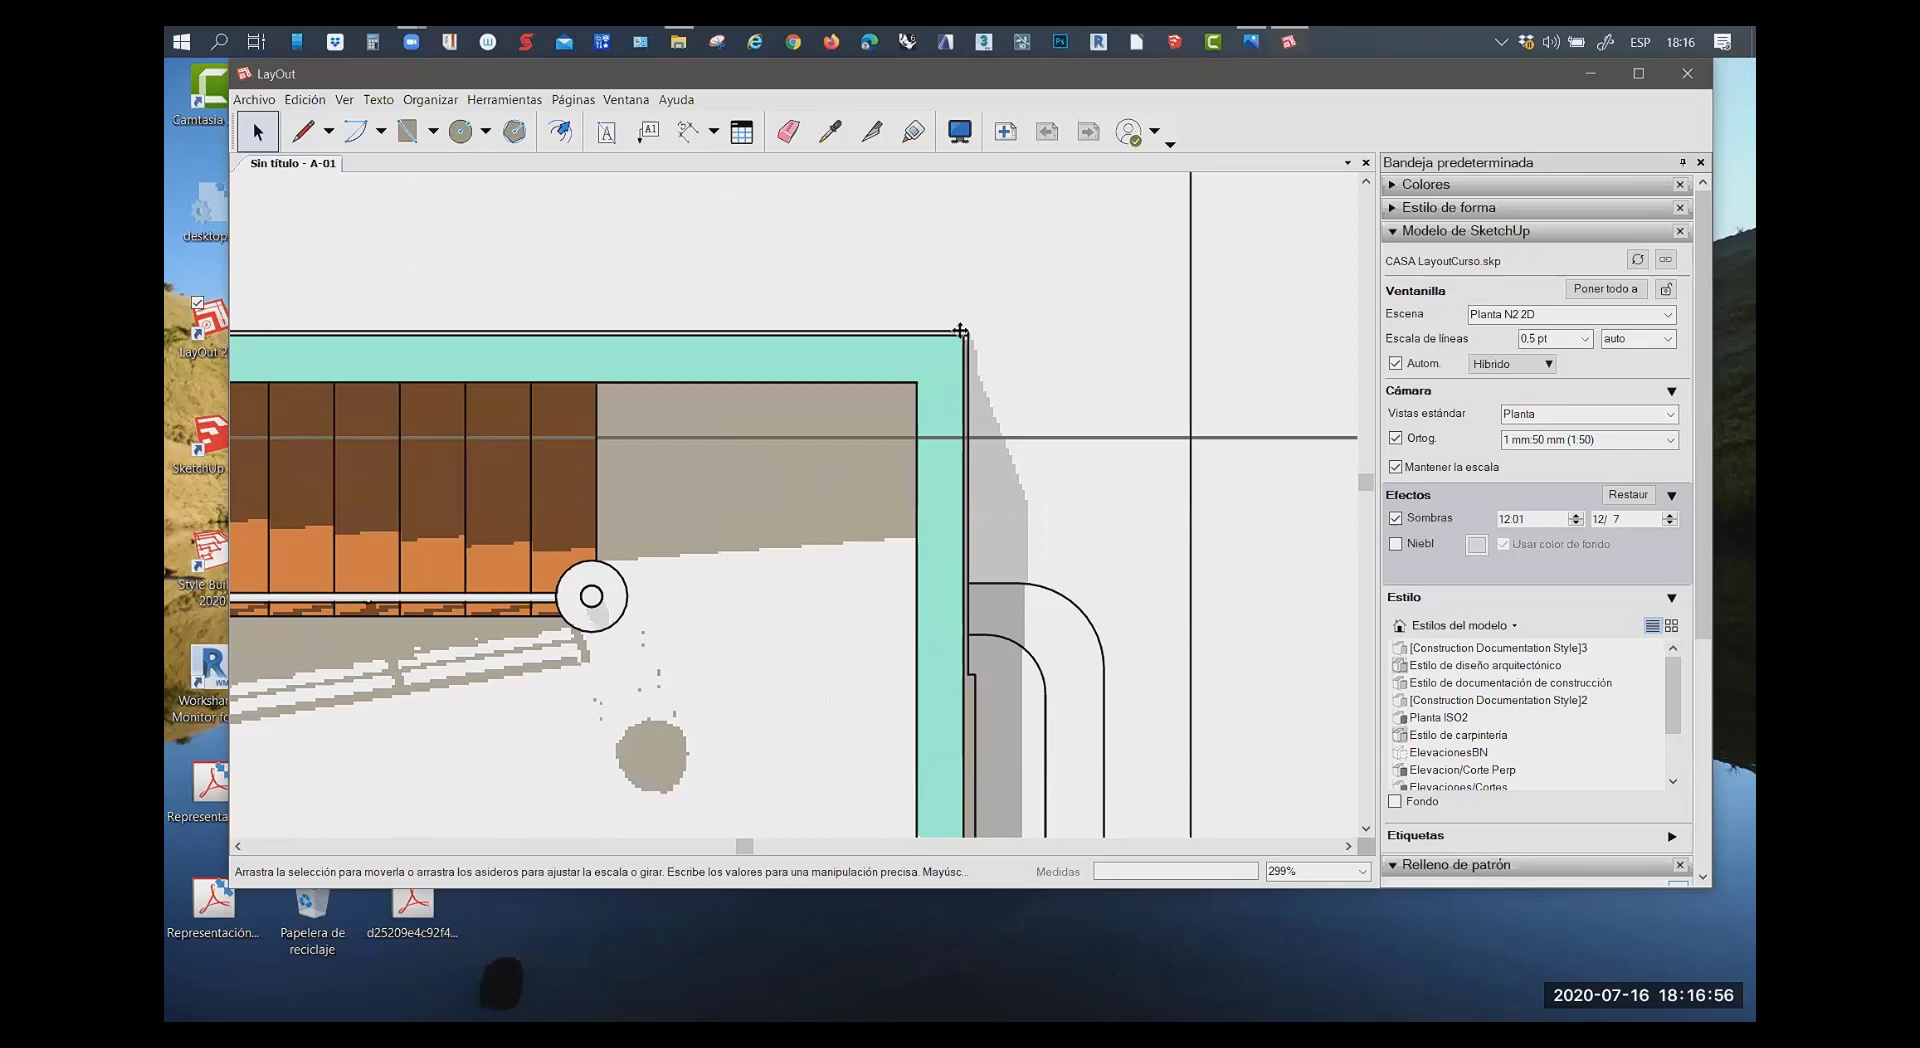 ESP
18:16
LayOut
Archivo Edición Ver Texto Organizar Herramientas Páginas Ventana Ayuda
Sin título - A-01
Bandeja predeterminada
Colores
Estilo de forma
Modelo de SketchUp
CASA LayoutCurso.skp
Ventanilla
Poner todo a
Escena
Planta N2 2D
Escala de líneas
0,5 pt
auto
Autom.
Híbrido
Cámara
Vistas estándar
Planta
Ortog.
1 mm:50 mm (1:50)
Mantener la escala
Efectos
Restaur
Sombras
12:01
12/ 7
Niebl
Usar color de fondo
Estilo
Estilos del modelo
[Construction Documentation Style]3
Estilo de diseño arquitectónico
Estilo de documentación de construcción
[Construction Documentation Style]2
Planta ISO2
Estilo de carpintería
ElevacionesBN
Elevacion/Corte Perp
Elevaciones/Cortes
Fondo
Etiquetas
Relleno de patrón
Arrastra la selección para moverla o arrastra los asideros para ajustar la escala o girar. Escribe los valores para una manipulación precisa. Mayúsc...
Medidas
299%
Camtasia
desktop
LayOut 2
SketchUp
Style Buil
2020
Workshar
Monitor fo
Representa
Representación...
Papelera de
reciclaje
d25209e4c92f4...
2020-07-16 18:16:56